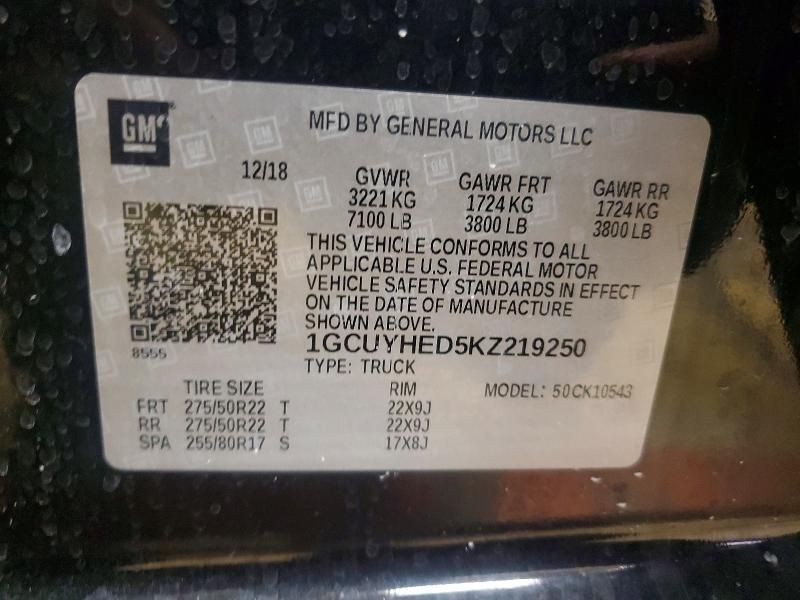 GM
MFD BY GENERAL MOTORS LLC
12/18
GVWR GAWR FRT GAWR RR
3221 KG 1724 KG 1724 KG
7100 LB 3800 LB 3800 LB
THIS VEHICLE CONFORMS TO ALL
APPLICABLE U.S. FEDERAL MOTOR
VEHICLE SAFETY STANDARDS IN EFFECT
ON THE DATE OF MANUFACTURE
SHOWN ABOVE.
8555
1GCUYHED5KZ219250
TYPE: TRUCK
TIRE SIZE RIM MODEL: 50CK10543
FRT 275/50R22 T 22X9J
RR 275/50R22 T 22X9J
SPA 255/80R17 S 17X8J